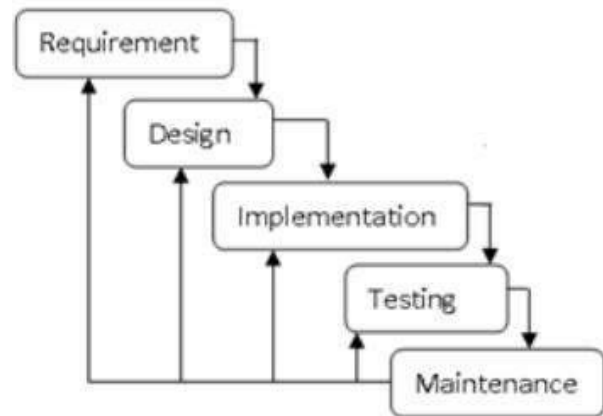 Requirement
Design
Implementation
Testing
Maintenance